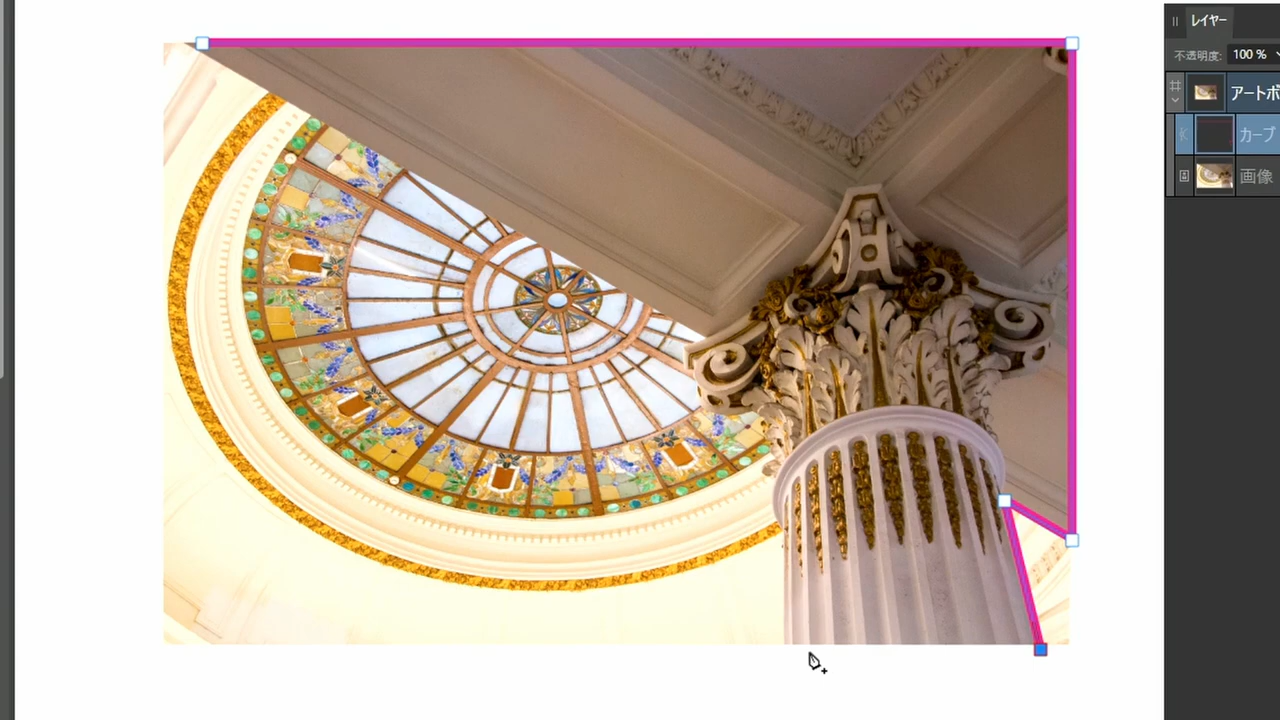 レイヤー
不透明度: 100 %
アートボ
カーブ
画像